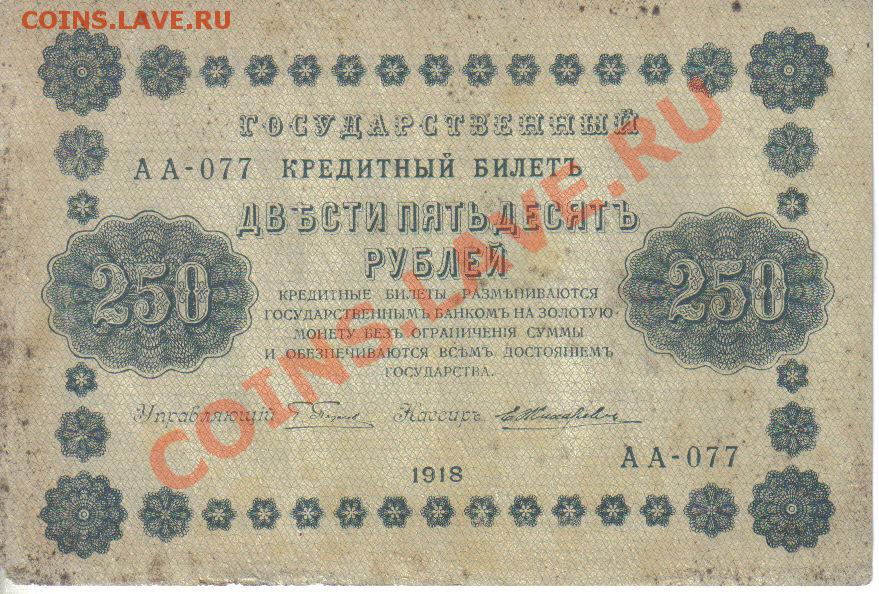 COINS.LAVE.RU
ГОСУДАРСТВЕННЫЙ
АА-077 КРЕДИТНЫЙ БИЛЕТЪ
ДВѢСТИ ПЯТЬДЕСЯТЪ
РУБЛЕЙ
250 250
КРЕДИТНЫЕ БИЛЕТЫ РАЗМѢНИВАЮТСЯ
ГОСУДАРСТВЕННЫМЪ БАНКОМЪ НА ЗОЛОТУЮ
МОНЕТУ БЕЗЪ ОГРАНИЧЕНІЯ СУММЫ
И ОБЕЗПЕЧИВАЮТСЯ ВСѢМЪ ДОСТОЯНІЕМЪ
ГОСУДАРСТВА.
Управляющій Кассиръ
АА-077
1918
COINS.LAVE.RU